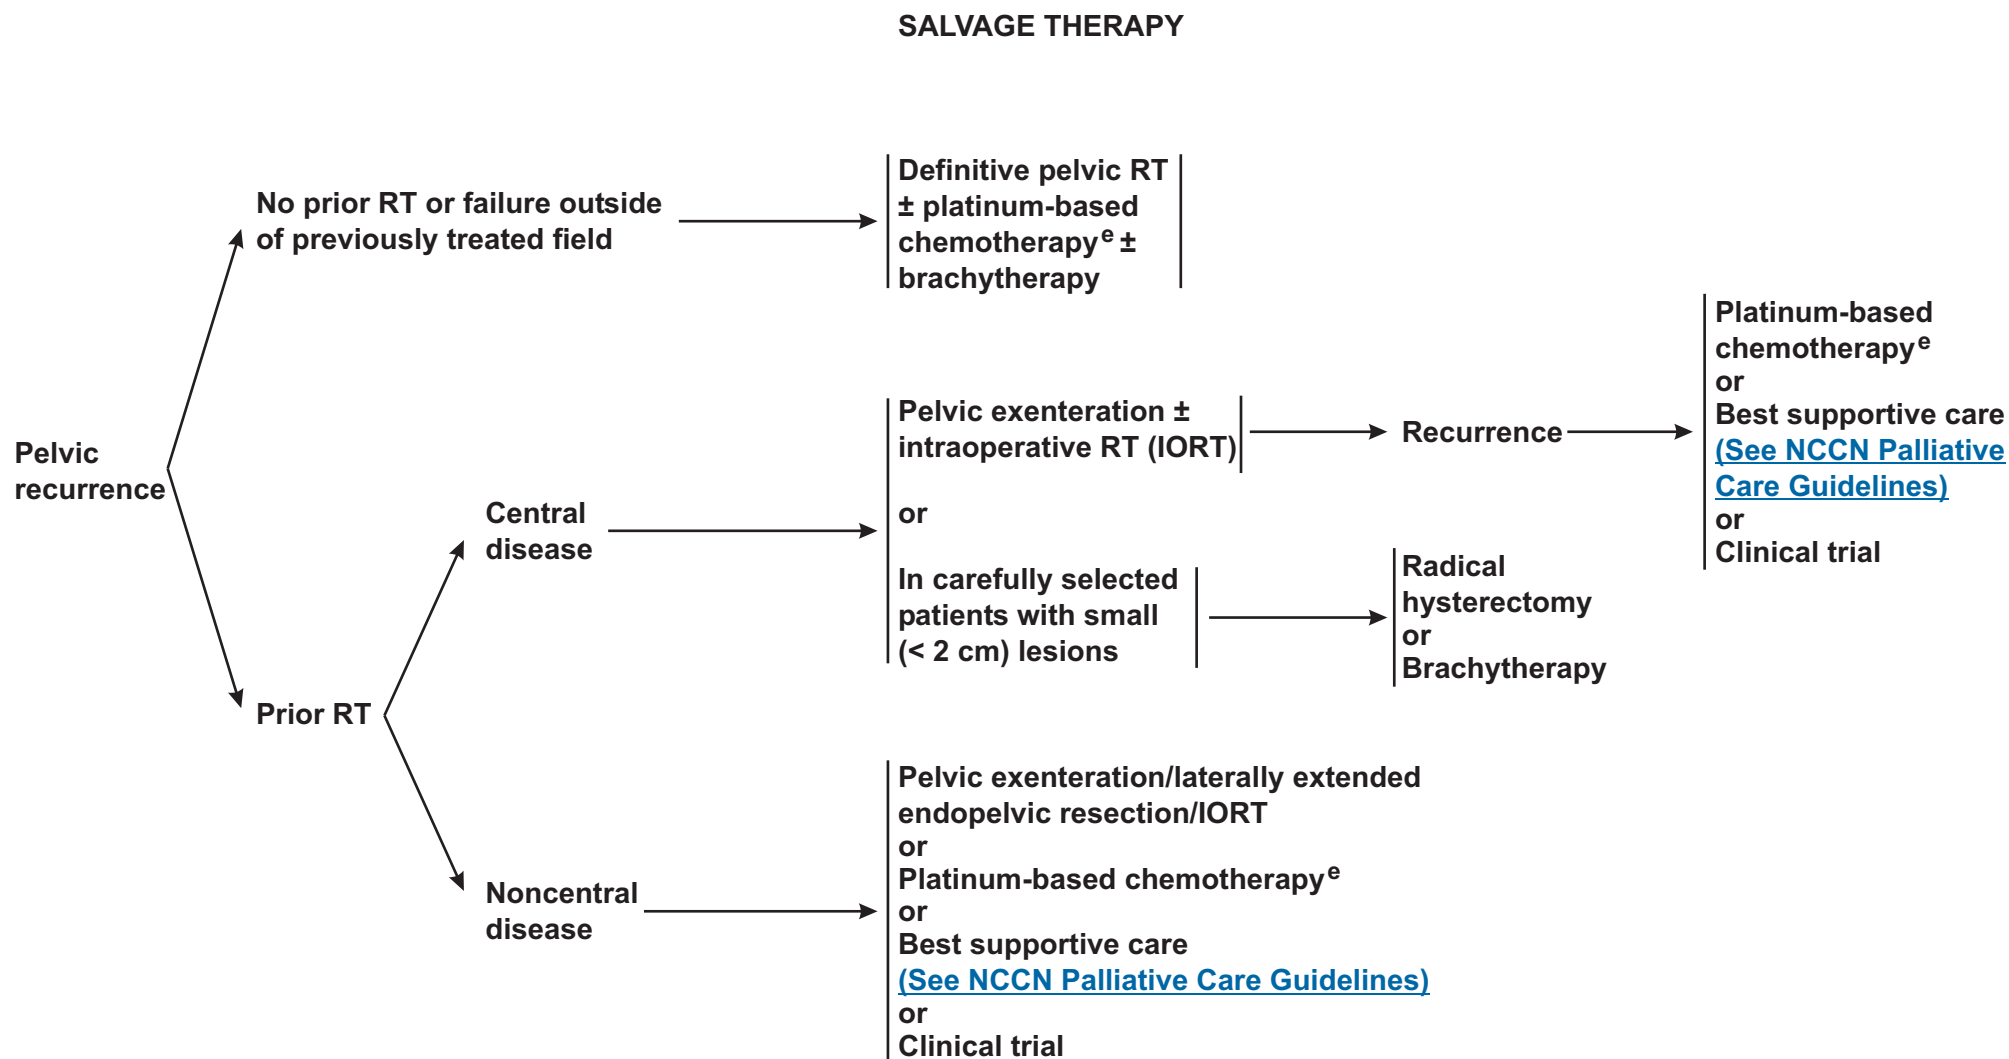 SALVAGE THERAPY
No prior RT or failure outside
of previously treated field
Definitive pelvic RT
± platinum-based
chemotherapy e ±
brachytherapy
Pelvic
recurrence
Prior RT
Central
disease
Pelvic exenteration ±
intraoperative RT (IORT)
or
In carefully selected
patients with small
(< 2 cm) lesions
Recurrence
Platinum-based
chemotherapy e
or
Best supportive care
(See NCCN Palliative
Care Guidelines)
or
Clinical trial
Radical
hysterectomy
or
Brachytherapy
Noncentral
disease
Pelvic exenteration/laterally extended
endopelvic resection/IORT
or
Platinum-based chemotherapy e
or
Best supportive care
(See NCCN Palliative Care Guidelines)
or
Clinical trial